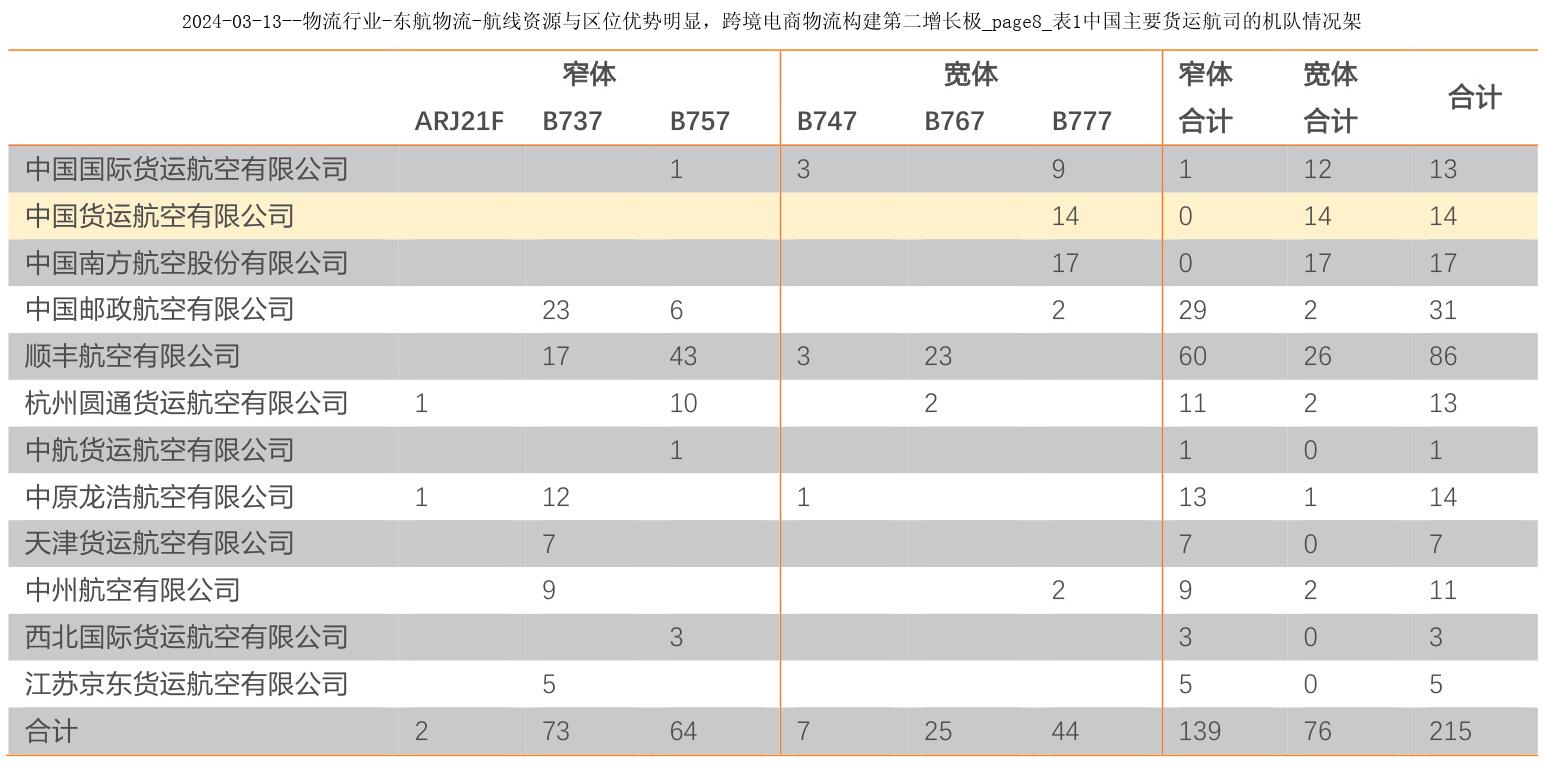 2024-03-13--物流行业-东航物流-航线资源与区位优势明显，跨境电商物流构建第二增长极_page8_表1中国主要货运航司的机队情况架
窄体 宽体 窄体 宽体 合计
ARJ21F B737 B757 B747 B767 B777 合计 合计
中国国际货运航空有限公司 1 3 9 1 12 13
中国货运航空有限公司 14 0 14 14
中国南方航空股份有限公司 17 0 17 17
中国邮政航空有限公司 23 6 2 29 2 31
顺丰航空有限公司 17 43 3 23 60 26 86
杭州圆通货运航空有限公司 1 10 2 11 2 13
中航货运航空有限公司 1 1 0 1
中原龙浩航空有限公司 1 12 1 13 1 14
天津货运航空有限公司 7 7 0 7
中州航空有限公司 9 2 9 2 11
西北国际货运航空有限公司 3 3 0 3
江苏京东货运航空有限公司 5 5 0 5
合计 2 73 64 7 25 44 139 76 215